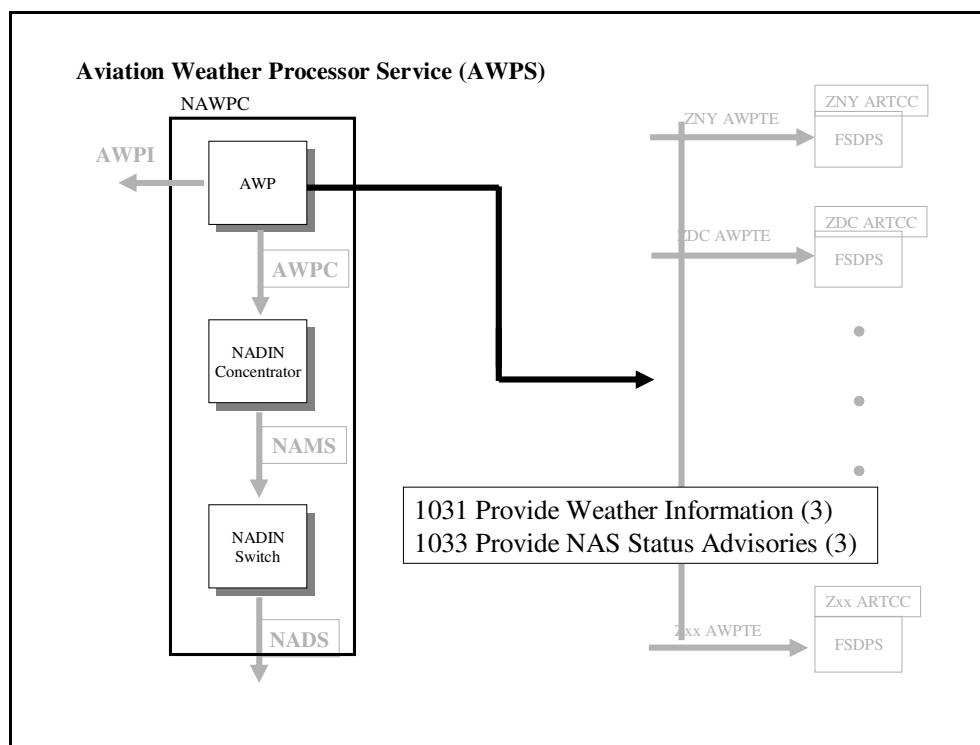 Aviation Weather Processor Service (AWPS)
NAWPC
AWPI
AWP
AWPC
NADIN
Concentrator
NAMS
NADIN
Switch
NADS
1031 Provide Weather Information (3)
1033 Provide NAS Status Advisories (3)
ZNY AWPTE
ZNY ARTCC
FSDPS
ZDC AWPTE
ZDC ARTCC
FSDPS
Zxx AWPTE
Zxx ARTCC
FSDPS